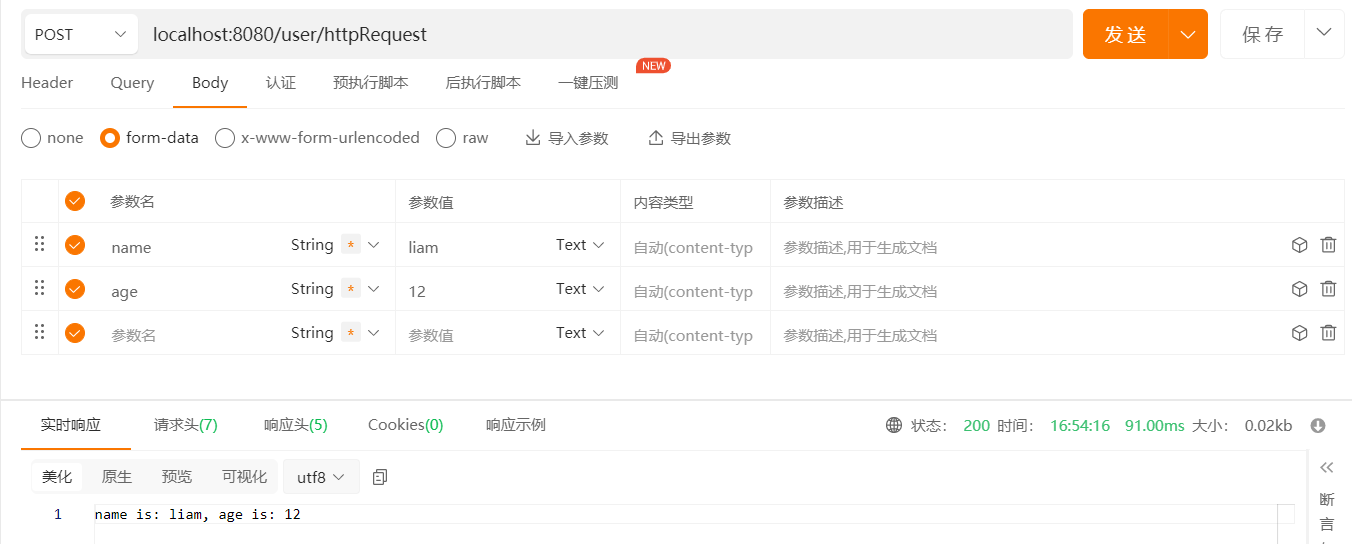 POST localhost:8080/user/httpRequest 发送 保存
Header Query Body 认证 预执行脚本 后执行脚本 一键压测 NEW
none form-data x-www-form-urlencoded raw 导入参数 导出参数
参数名 参数值 内容类型 参数描述
name String * liam Text 自动(content-typ 参数描述,用于生成文档
age String * 12 Text 自动(content-typ 参数描述,用于生成文档
参数名 String * 参数值 Text 自动(content-typ 参数描述,用于生成文档
实时响应 请求头(7) 响应头(5) Cookies(0) 响应示例 状态: 200 时间: 16:54:16 91.00ms 大小: 0.02kb
美化 原生 预览 可视化 utf8
1 name is: liam, age is: 12
断
言